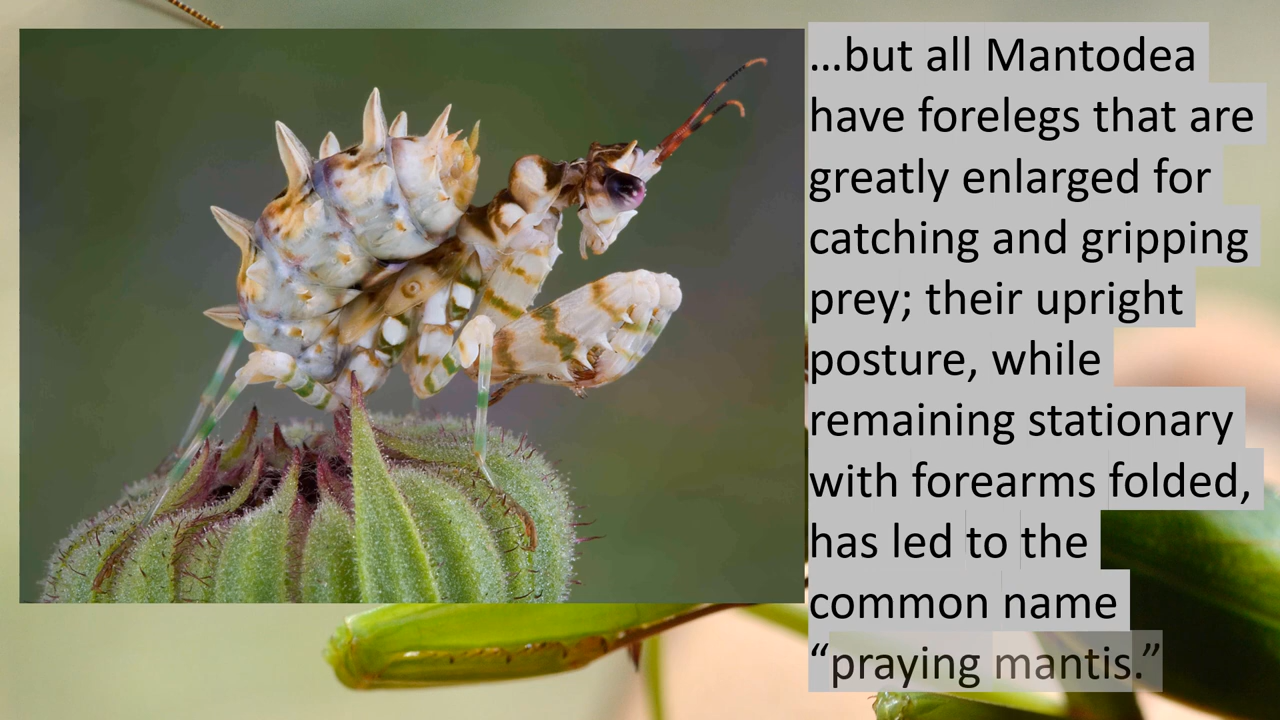 …but all Mantodea
have forelegs that are
greatly enlarged for
catching and gripping
prey; their upright
posture, while
remaining stationary
with forearms folded,
has led to the
common name
“praying mantis.”